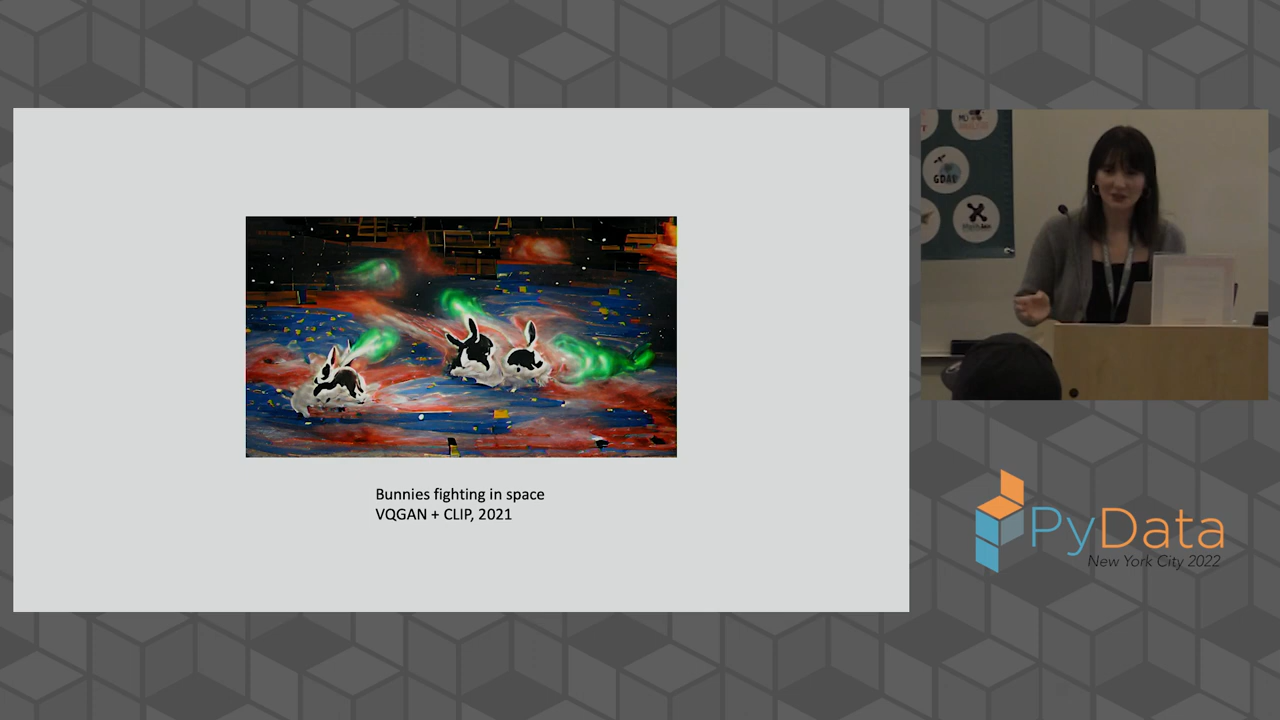 Bunnies fighting in space
VQGAN + CLIP, 2021
GDAL
PyData
New York City 2022